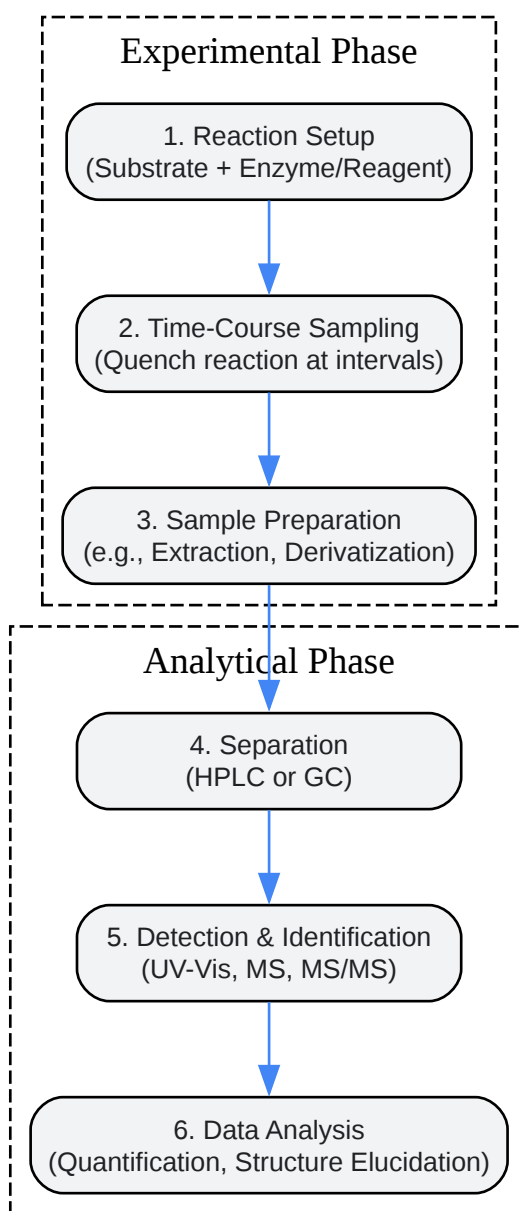 Experimental Phase
1. Reaction Setup
(Substrate + Enzyme/Reagent)
2. Time-Course Sampling
(Quench reaction at intervals)
3. Sample Preparation
(e.g., Extraction, Derivatization)
Analytical Phase
4. Separation
(HPLC or GC)
5. Detection & Identification
(UV-Vis, MS, MS/MS)
6. Data Analysis
(Quantification, Structure Elucidation)